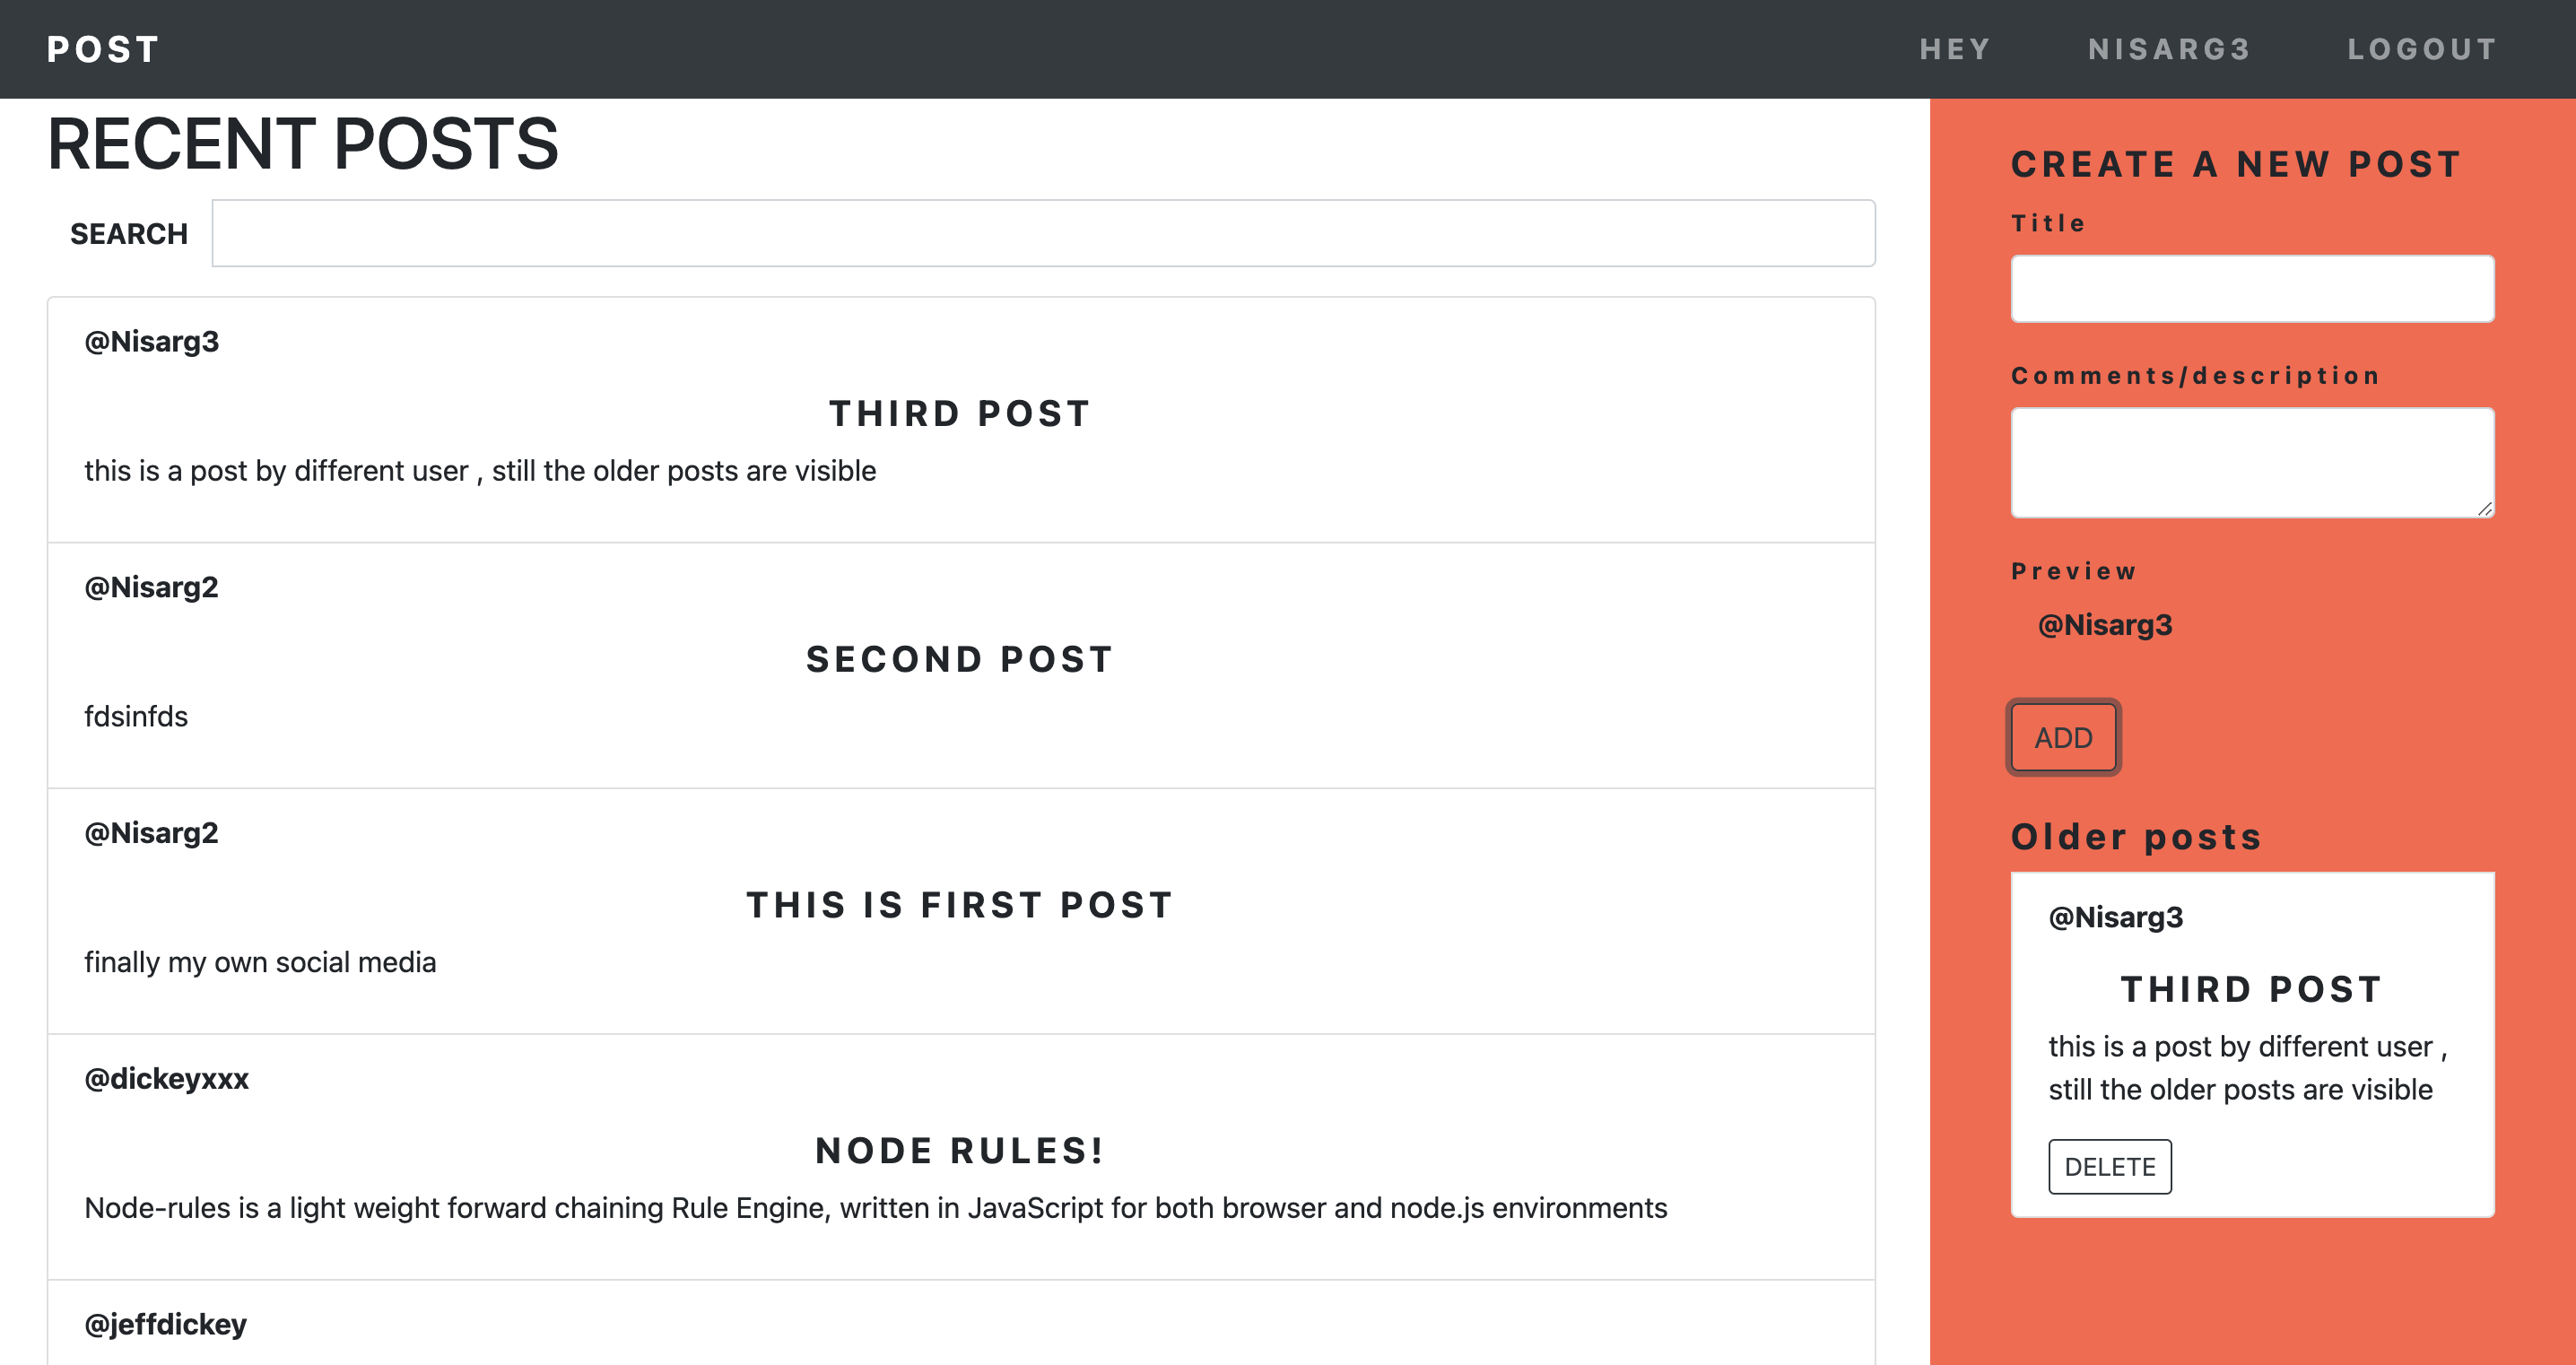 POST
HEY NISARG3 LOGOUT
RECENT POSTS
SEARCH
@Nisarg3
THIRD POST
this is a post by different user , still the older posts are visible
@Nisarg2
SECOND POST
fdsinfds
@Nisarg2
THIS IS FIRST POST
finally my own social media
@dickeyxxx
NODE RULES!
Node-rules is a light weight forward chaining Rule Engine, written in JavaScript for both browser and node.js environments
@jeffdickey
CREATE A NEW POST
Title
Comments/description
Preview
@Nisarg3
ADD
Older posts
@Nisarg3
THIRD POST
this is a post by different user ,
still the older posts are visible
DELETE